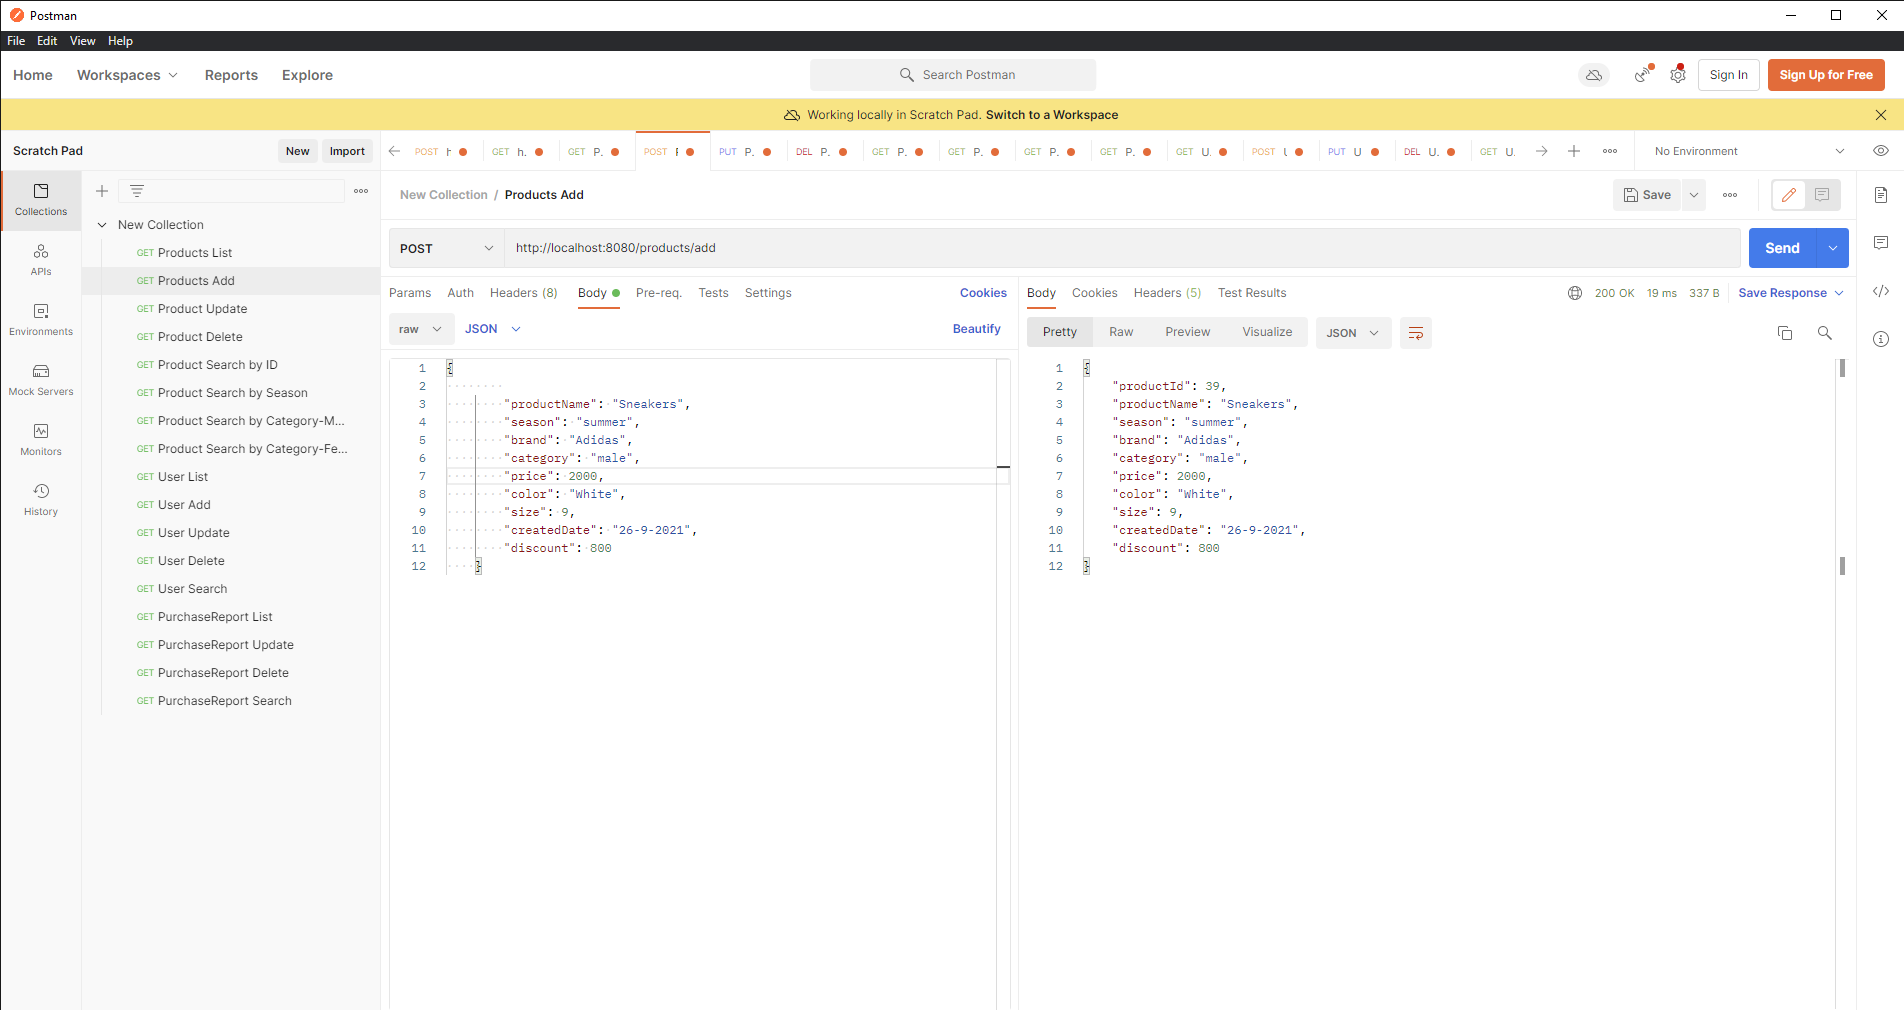 Postman
File Edit View Help
Home Workspaces Reports Explore
Search Postman
Sign In
Sign Up for Free
Working locally in Scratch Pad. Switch to a Workspace
Scratch Pad
New
Import
POST h
GET h.
GET P.
POST
PUT P.
DEL P.
GET P.
GET P.
GET P.
GET P.
GET U.
POST
PUT U
DEL U.
GET U.
No Environment
Collections
APIs
Environments
Mock Servers
Monitors
History
New Collection
GET Products List
GET Products Add
GET Product Update
GET Product Delete
GET Product Search by ID
GET Product Search by Season
GET Product Search by Category-M...
GET Product Search by Category-Fe...
GET User List
GET User Add
GET User Update
GET User Delete
GET User Search
GET PurchaseReport List
GET PurchaseReport Update
GET PurchaseReport Delete
GET PurchaseReport Search
New Collection / Products Add
Save
POST
http://localhost:8080/products/add
Send
Params Auth Headers (8) Body Pre-req. Tests Settings
Cookies
raw JSON
Beautify
1 {
2
3 "productName": "Sneakers",
4 "season": "summer",
5 "brand": "Adidas",
6 "category": "male",
7 "price": 2000,
8 "color": "White",
9 "size": 9,
10 "createdDate": "26-9-2021",
11 "discount": 800
12 }
Body Cookies Headers (5) Test Results
200 OK 19 ms 337 B Save Response
Pretty Raw Preview Visualize JSON
1 {
2 "productId": 39,
3 "productName": "Sneakers",
4 "season": "summer",
5 "brand": "Adidas",
6 "category": "male",
7 "price": 2000,
8 "color": "White",
9 "size": 9,
10 "createdDate": "26-9-2021",
11 "discount": 800
12 }